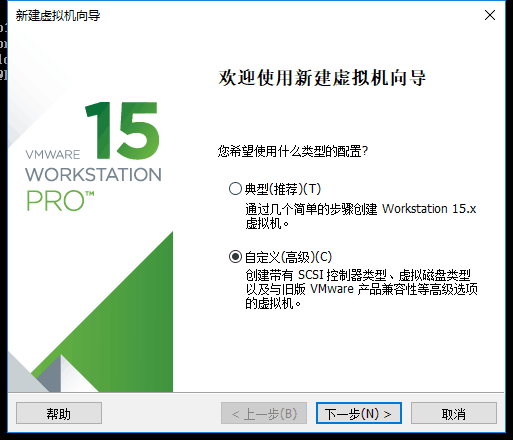 新建虚拟机向导
欢迎使用新建虚拟机向导
15
VMWARE
WORKSTATION
PRO™
您希望使用什么类型的配置?
典型(推荐)(T)
通过几个简单的步骤创建 Workstation 15.x
虚拟机。
自定义(高级)(C)
创建带有 SCSI 控制器类型、虚拟磁盘类型
以及与旧版 VMware 产品兼容性等高级选项
的虚拟机。
帮助
< 上一步(B)
下一步(N) >
取消